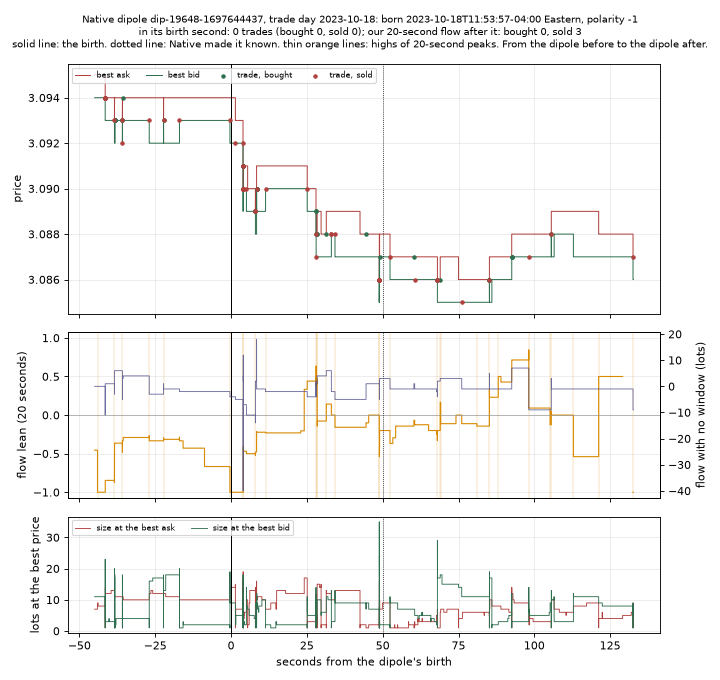 Native dipole dip-19648-1697644437, trade day 2023-10-18: born 2023-10-18T11:53:57-04:00 Eastern, polarity -1
in its birth second: 0 trades (bought 0, sold 0); our 20-second flow after it: bought 0, sold 3
solid line: the birth. dotted line: Native made it known. thin orange lines: highs of 20-second peaks. From the dipole before to the dipole after.
best ask best bid trade, bought trade, sold
3.094
3.092
3.090
3.088
3.086
price
1.0
0.5
0.0
−0.5
−1.0
flow lean (20 seconds)
20
10
0
−10
−20
−30
−40
flow with no window (lots)
size at the best ask size at the best bid
30
20
10
0
lots at the best price
−50 −25 0 25 50 75 100 125
seconds from the dipole's birth